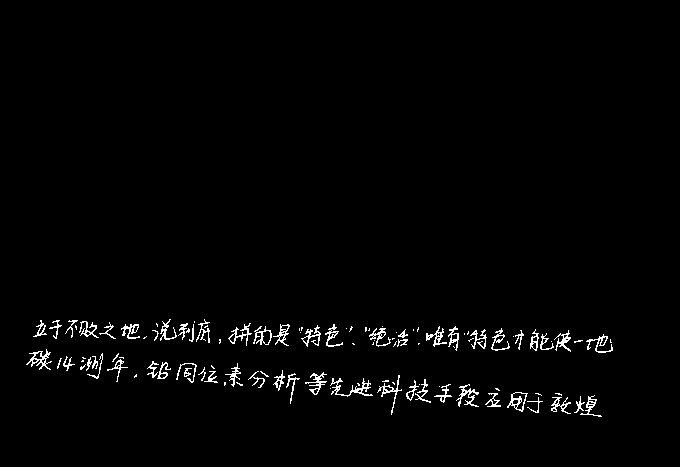 立于不败之地,说到底,拼的是"特色"、"绝活",唯有"特色才能使一地
碳14测年,铅同位素分析等先进科技手段应用于敦煌